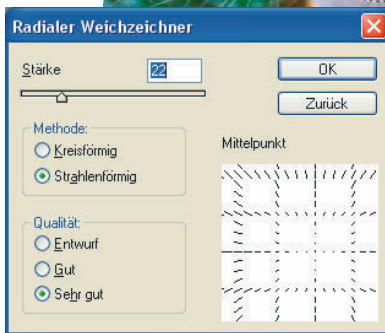 Radialer Weichzeichner
Stärke 22 OK
Zurück
Methode:
Kreisförmig
Strahlenförmig
Mittelpunkt
Qualität:
Entwurf
Gut
Sehr gut